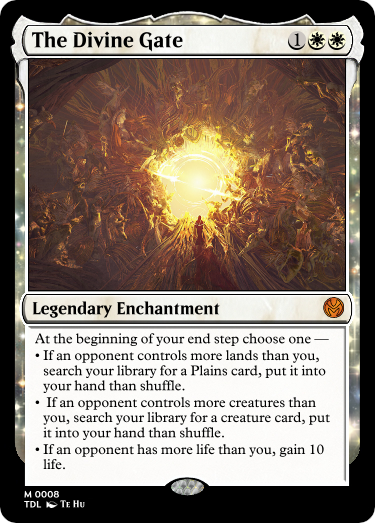 The Divine Gate 1
Legendary Enchantment
At the beginning of your end step choose one —
• If an opponent controls more lands than you,
search your library for a Plains card, put it into
your hand than shuffle.
• If an opponent controls more creatures than
you, search your library for a creature card, put
it into your hand than shuffle.
• If an opponent has more life than you, gain 10
life.
M 0008
TDL Te Hu